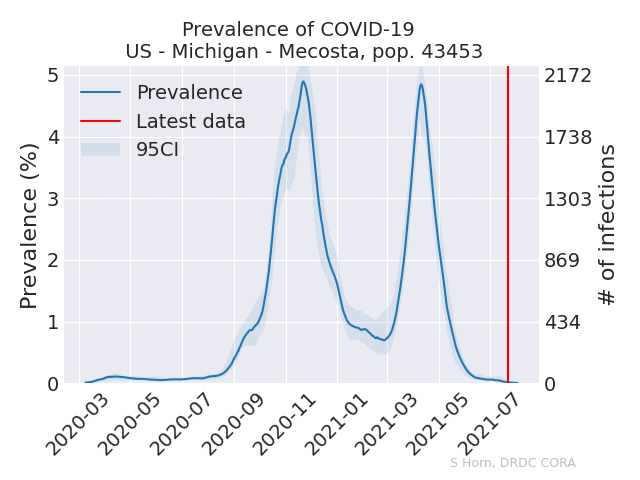 Prevalence of COVID-19
US - Michigan - Mecosta, pop. 43453
Prevalence
Latest data
95CI
Prevalence (%)
5
4
3
2
1
0
2172
1738
1303
869
434
0
# of infections
2020-03
2020-05
2020-07
2020-09
2020-11
2021-01
2021-03
2021-05
2021-07
S Horn, DRDC CORA